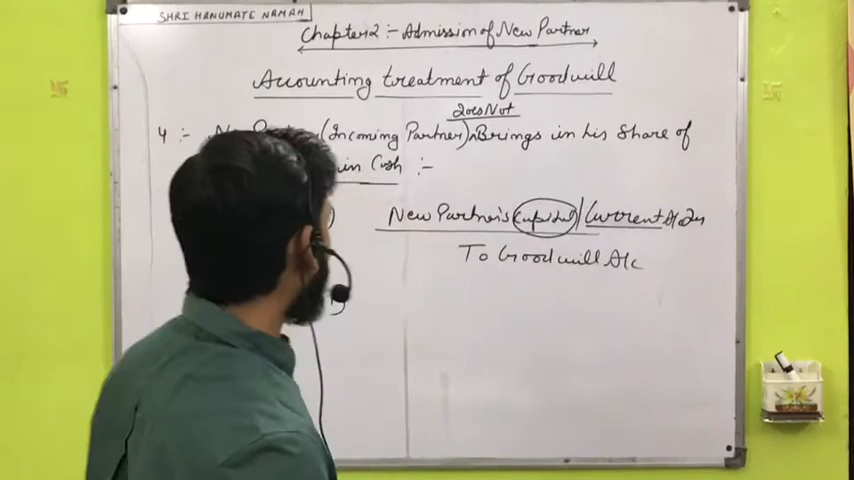 SHRI HANUMATE NAMAH
Chapter 2 :- Admission of New Partner
Accounting treatment of Goodwill
Does Not
4 :- New (Incoming Partner) ^ Brings in his Share of
in Cash :-
New Partner's Capital / Current A/c Dr
To Goodwill A/c